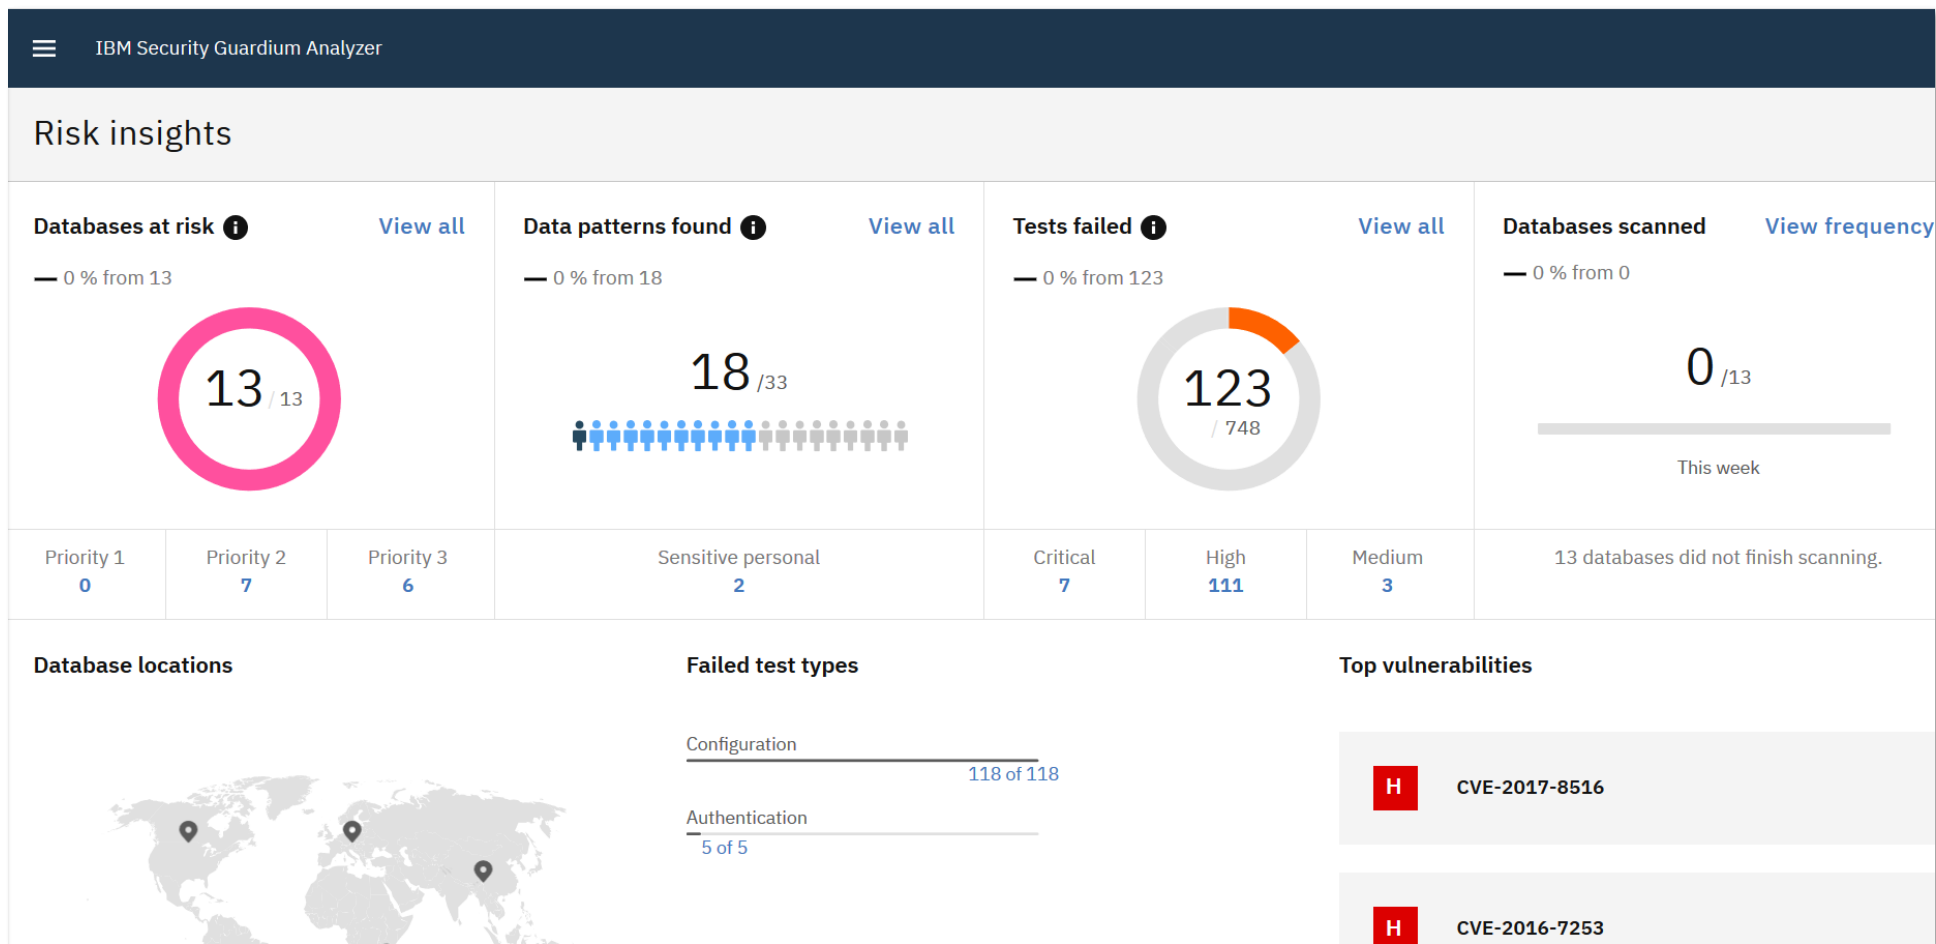 IBM Security Guardium Analyzer
Risk insights
Databases at risk i View all
0 % from 13
13 / 13
Priority 1
0
Priority 2
7
Priority 3
6
Data patterns found i View all
0 % from 18
18 /33
Sensitive personal
2
Tests failed i View all
0 % from 123
123
/ 748
Critical
7
High
111
Medium
3
Databases scanned View frequency
0 % from 0
0 /13
This week
13 databases did not finish scanning.
Database locations
Failed test types
Configuration
118 of 118
Authentication
5 of 5
Top vulnerabilities
H CVE-2017-8516
H CVE-2016-7253